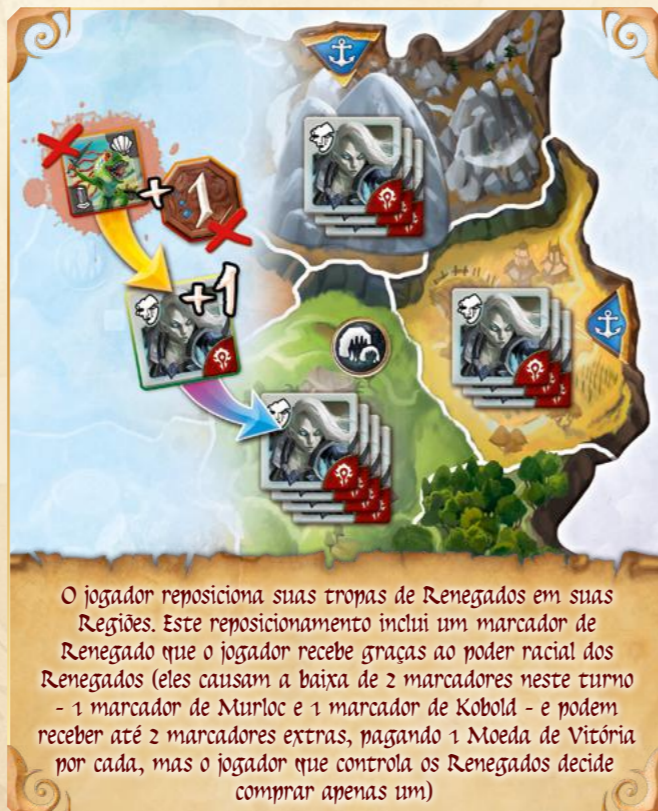 +
1
+1
O jogador reposiciona suas tropas de Renegados em suas
Regiões. Este reposicionamento inclui um marcador de
Renegado que o jogador recebe graças ao poder racial dos
Renegados (eles causam a baixa de 2 marcadores neste turno
- 1 marcador de Murloc e 1 marcador de Kobold - e podem
receber até 2 marcadores extras, pagando 1 Moeda de Vitória
por cada, mas o jogador que controla os Renegados decide
comprar apenas um)